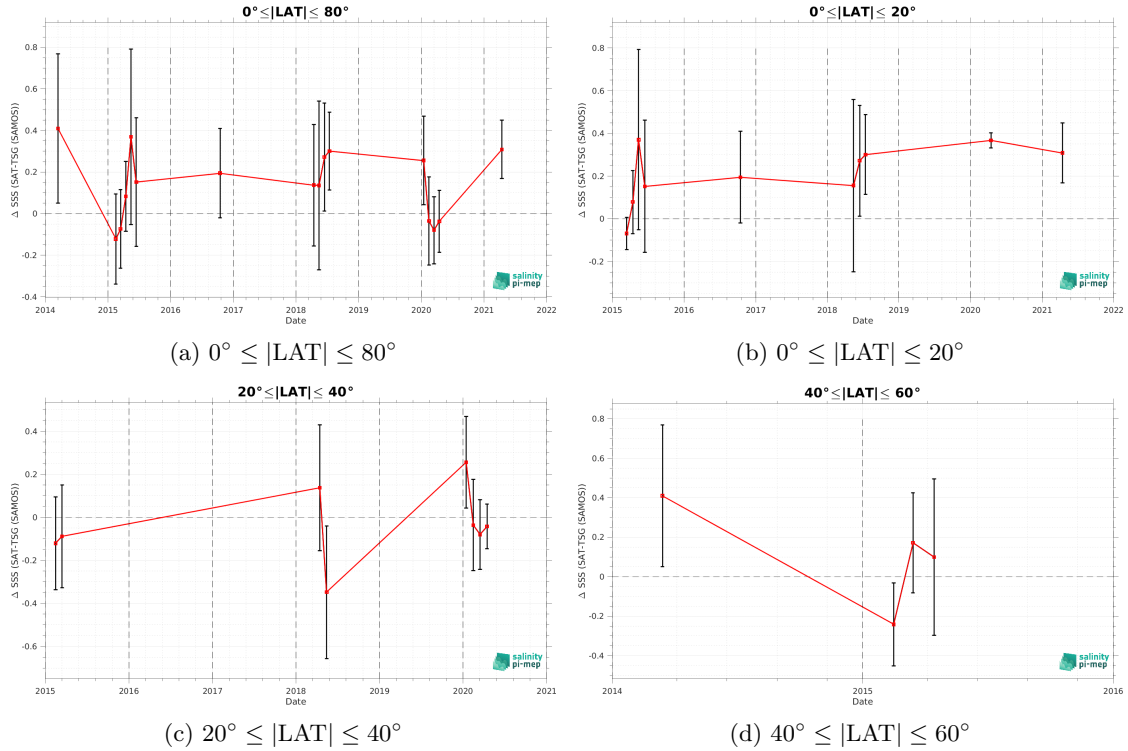 0°≤|LAT|≤ 80°
0.8
0.6
0.4
0.2
0
-0.2
-0.4
Δ SSS (SAT-TSG (SAMOS))
2014 2015 2016 2017 2018 2019 2020 2021 2022
Date
salinity
pi-mep
(a) 0° ≤ |LAT| ≤ 80°
0°≤|LAT|≤ 20°
0.8
0.6
0.4
0.2
0
-0.2
Δ SSS (SAT-TSG (SAMOS))
2015 2016 2017 2018 2019 2020 2021 2022
Date
salinity
pi-mep
(b) 0° ≤ |LAT| ≤ 20°
20°≤|LAT|≤ 40°
0.4
0.2
0
-0.2
-0.4
-0.6
Δ SSS (SAT-TSG (SAMOS))
2015 2016 2017 2018 2019 2020 2021
Date
salinity
pi-mep
(c) 20° ≤ |LAT| ≤ 40°
40°≤|LAT|≤ 60°
0.8
0.6
0.4
0.2
0
-0.2
-0.4
Δ SSS (SAT-TSG (SAMOS))
2014 2015 2016
Date
salinity
pi-mep
(d) 40° ≤ |LAT| ≤ 60°